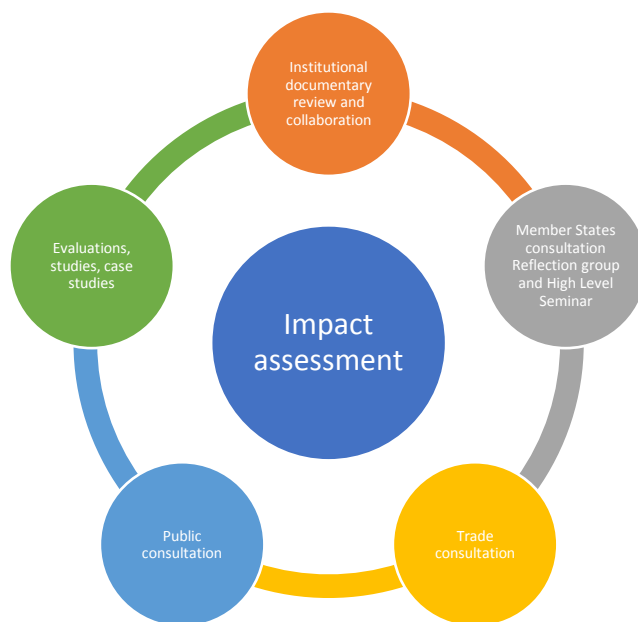 Institutional
documentary
review and
collaboration
Member States
consultation
Reflection group
and High Level
Seminar
Evaluations,
studies, case
studies
Impact
assessment
Public
consultation
Trade
consultation